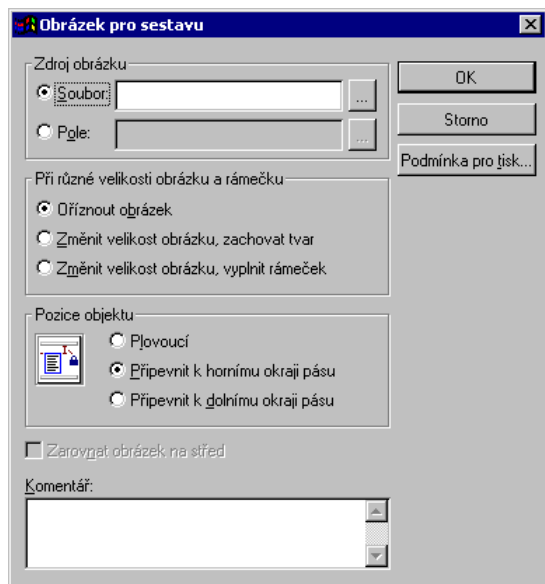 Obrázek pro sestavu
Zdroj obrázku
Soubor:
...
Pole:
...
OK
Storno
Podmínka pro tisk...
Při různé velikosti obrázku a rámečku
Oříznout obrázek
Změnit velikost obrázku, zachovat tvar
Změnit velikost obrázku, vyplnit rámeček
Pozice objektu
Plovoucí
Připevnit k hornímu okraji pásu
Připevnit k dolnímu okraji pásu
Zarovnat obrázek na střed
Komentář: